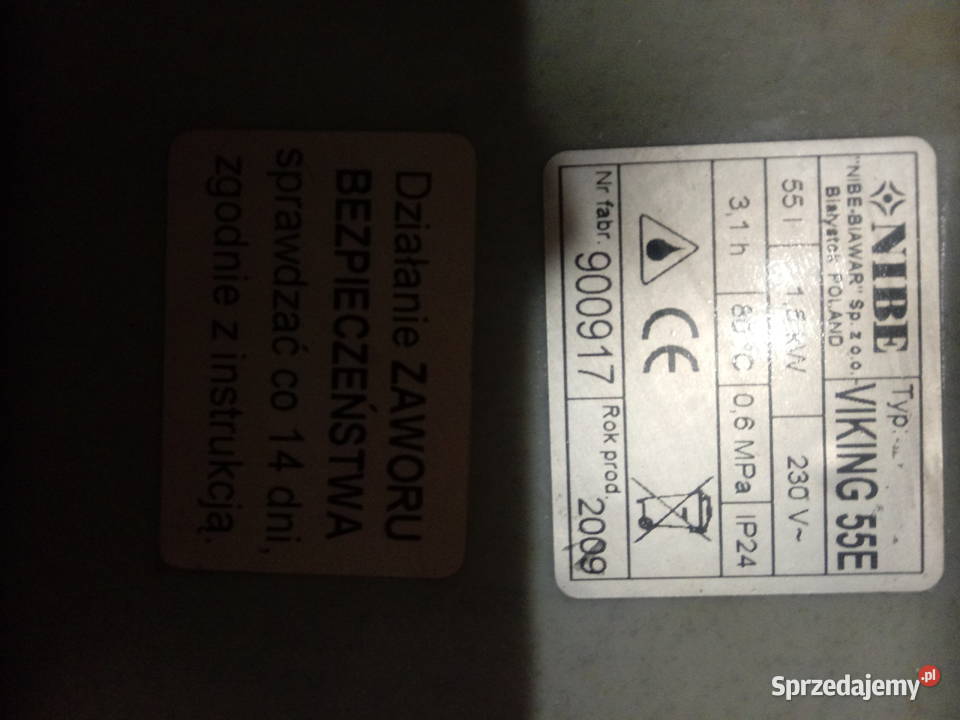 NIBE
"NIBE-BIAWAR" Sp. z o.o.
Białystok POLAND
Typ:
VIKING 55E
55 l
1,5 kW
230 V~
3,1 h
80 °C
0,6 MPa
IP24
CE
Nr fabr. 900917
Rok prod. 2009
Działanie ZAWORU
BEZPIECZEŃSTWA
sprawdzać co 14 dni,
zgodnie z instrukcją.
Sprzedajemy.pl